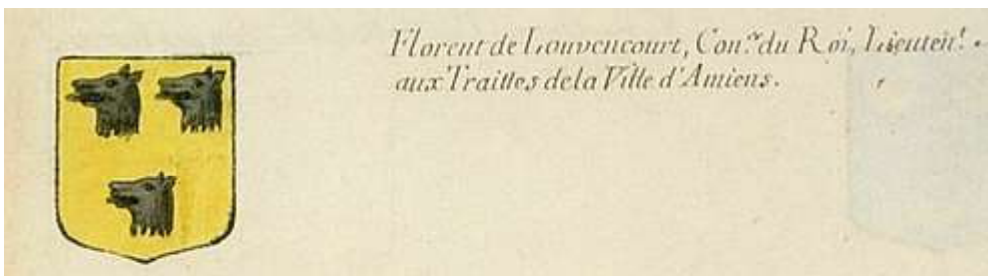 Florent de Louvencourt, Con.er du Roi, Lieuten.t
aux Traittes de la Ville d'Amiens.